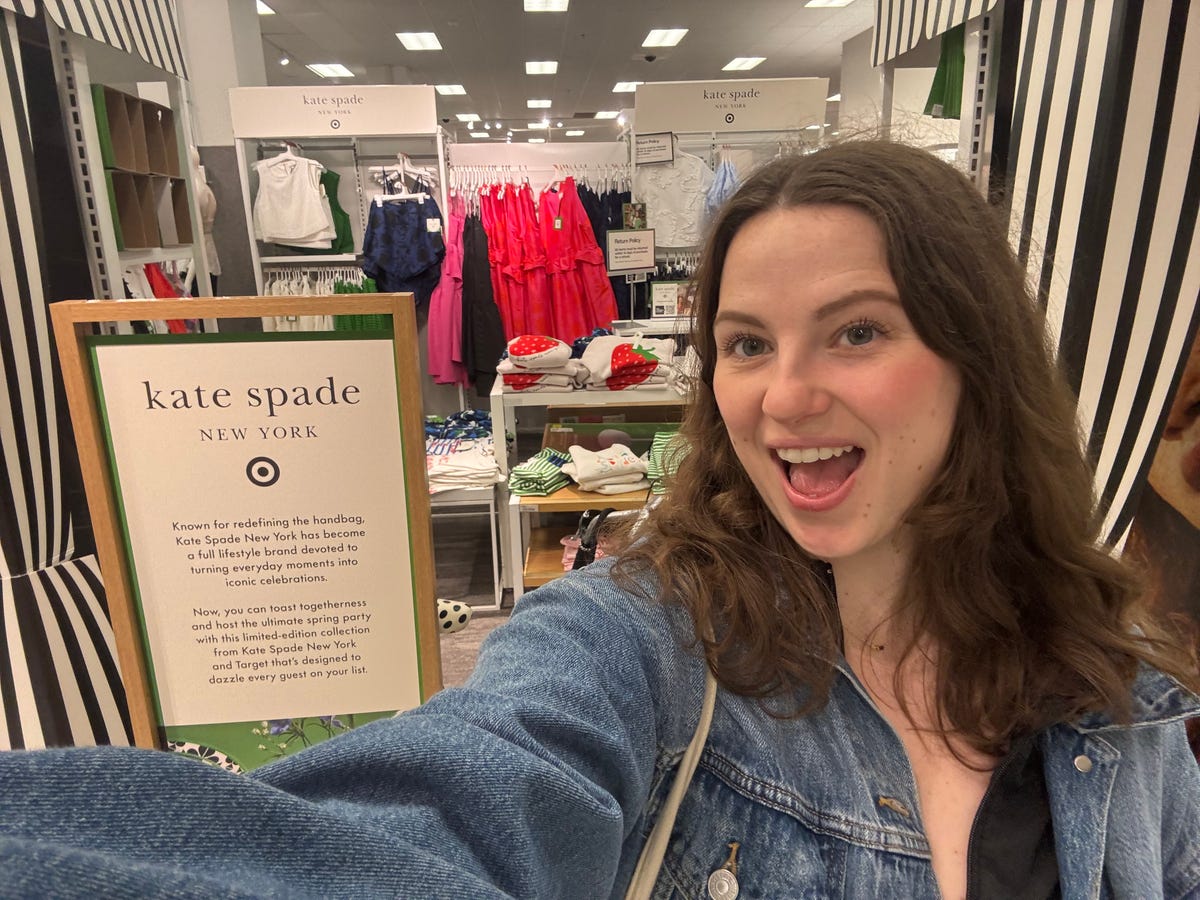 kate spade
NEW YORK
kate spade
NEW YORK
Return Policy
Return Policy
kate spade
NEW YORK
Known for redefining the handbag,
Kate Spade New York has become
a full lifestyle brand devoted to
turning everyday moments into
iconic celebrations.
Now, you can toast togetherness
and host the ultimate spring party
with this limited-edition collection
from Kate Spade New York
and Target that's designed to
dazzle every guest on your list.